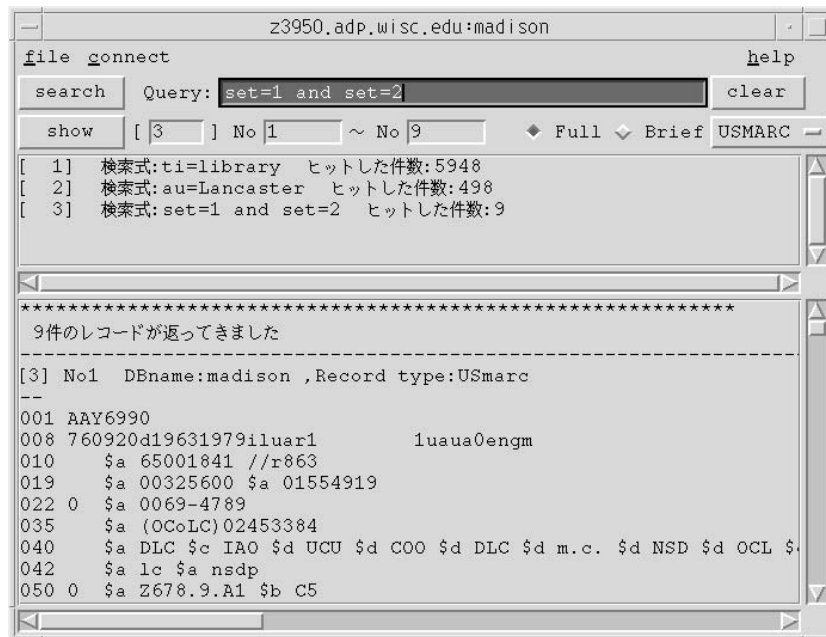 z3950.adp.wisc.edu:madison
file connect help
search Query: set=1 and set=2 clear
show [ 3 ] No 1 ~ No 9 Full Brief USMARC
[ 1] 検索式:ti=library ヒットした件数:5948
[ 2] 検索式:au=Lancaster ヒットした件数:498
[ 3] 検索式:set=1 and set=2 ヒットした件数:9
************************************************************
9件のレコードが返ってきました
-----------------------------------------------------------------
[3] No1 DBname:madison ,Record type:USmarc
--
001 AAY6990
008 760920d19631979iluar1 1uaua0engm
010 $a 65001841 //r863
019 $a 00325600 $a 01554919
022 0 $a 0069-4789
035 $a (OCoLC)02453384
040 $a DLC $c IAO $d UCU $d COO $d DLC $d m.c. $d NSD $d OCL
042 $a lc $a nsdp
050 0 $a Z678.9.A1 $b C5